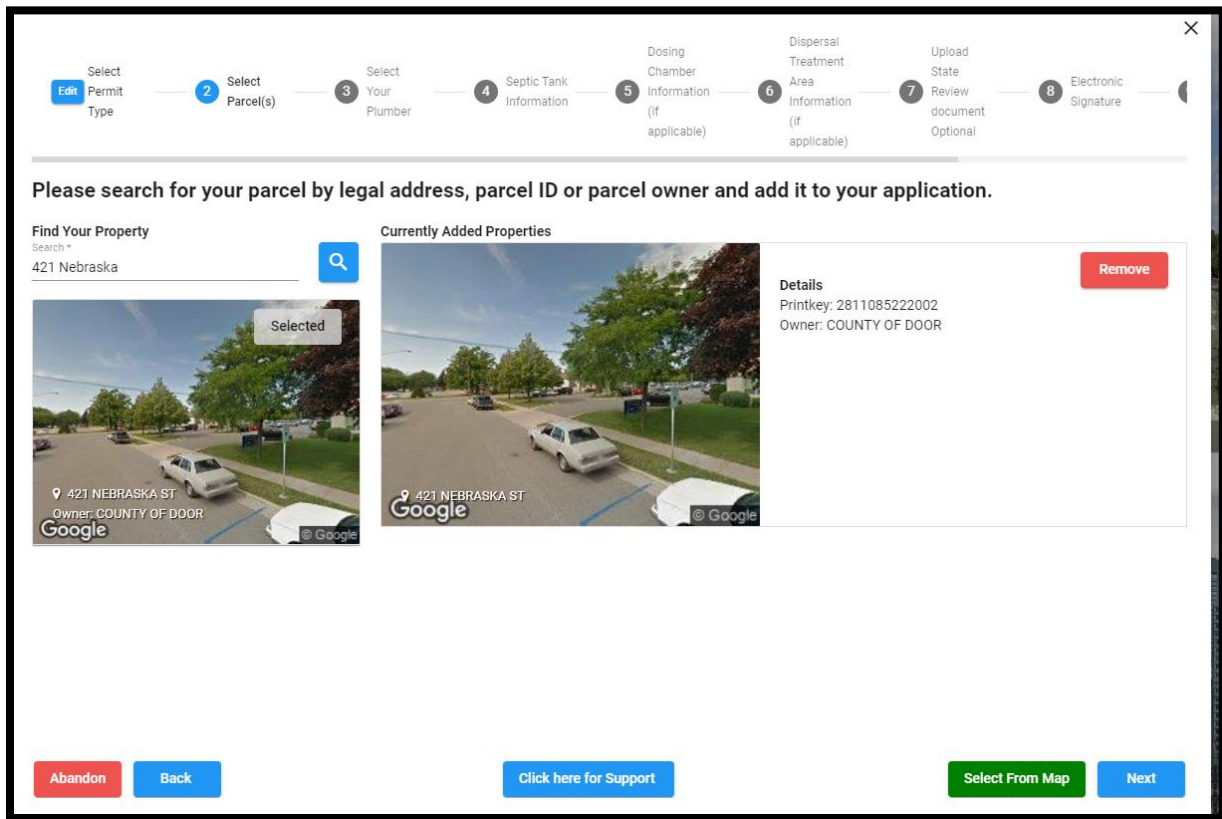 Edit
Select
Permit
Type
2
Select
Parcel(s)
3
Select
Your
Plumber
4
Septic Tank
Information
5
Dosing
Chamber
Information
(if
applicable)
6
Dispersal
Treatment
Area
Information
(if
applicable)
7
Upload
State
Review
document
Optional
8
Electronic
Signature
Please search for your parcel by legal address, parcel ID or parcel owner and add it to your application.
Find Your Property
Search *
421 Nebraska
Selected
421 NEBRASKA ST
Owner: COUNTY OF DOOR
Google
© Google
Currently Added Properties
421 NEBRASKA ST
Google
© Google
Details
Printkey: 2811085222002
Owner: COUNTY OF DOOR
Remove
Abandon
Back
Click here for Support
Select From Map
Next